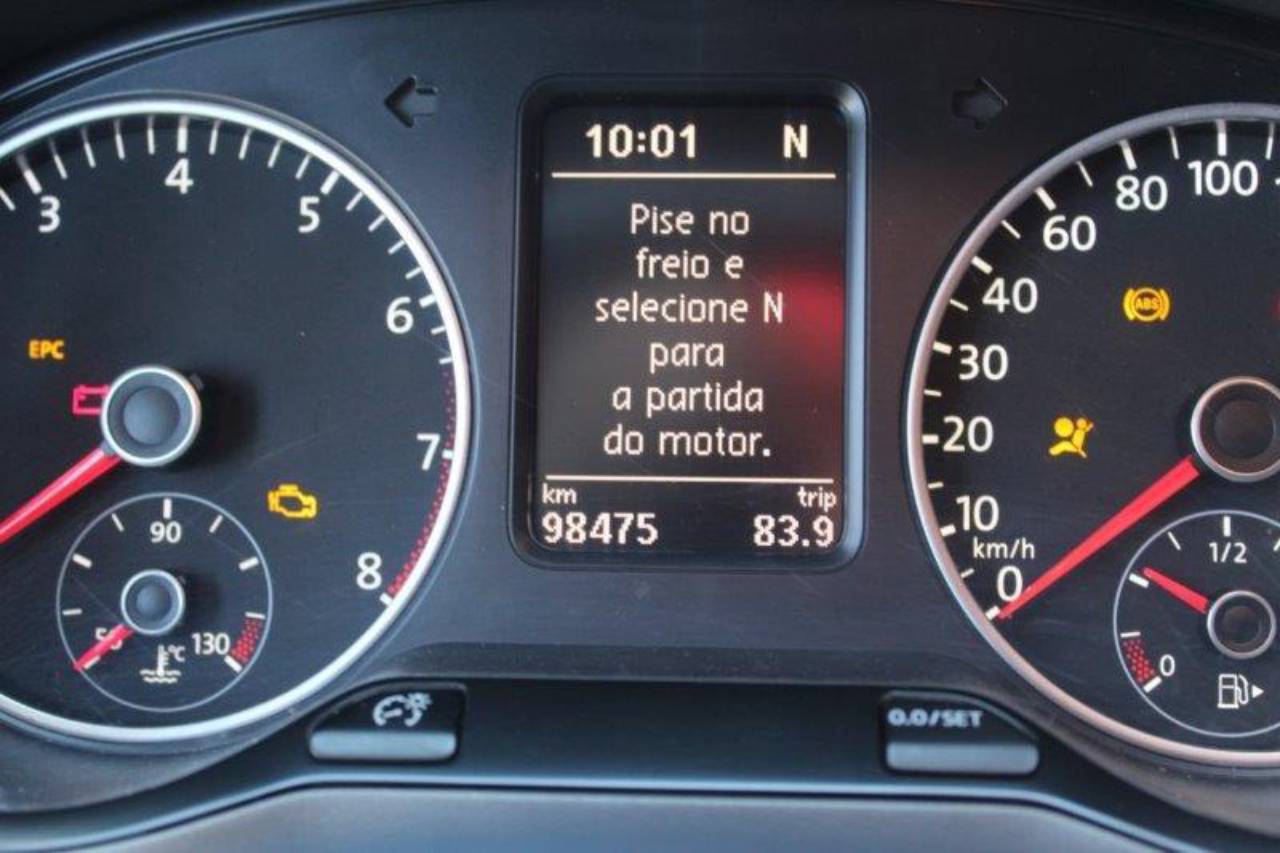 3
4
5
6
7
8
EPC
90
50
130
°C
10:01 N
Pise no
freio e
selecione N
para
a partida
do motor.
km trip
98475 83.9
100
80
60
40
30
20
10
km/h
0
ABS
1/2
0
0.0/SET